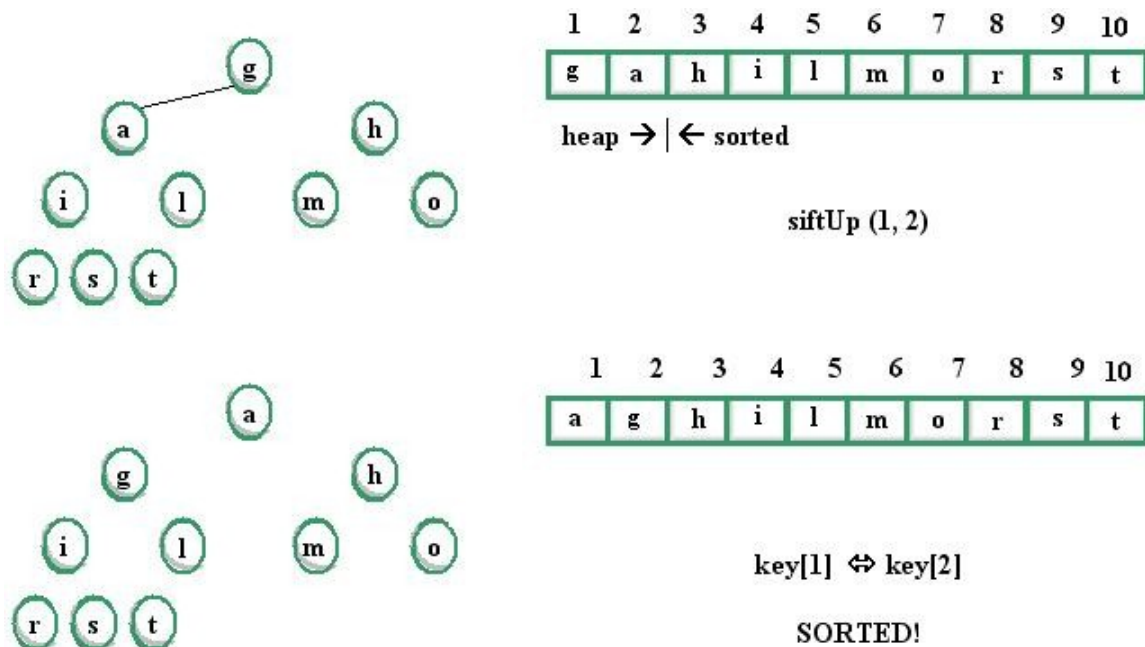 g
a h
i l m o
r s t
1 2 3 4 5 6 7 8 9 10
g a h i l m o r s t
heap → | ← sorted
siftUp (1, 2)
a
g h
i l m o
r s t
1 2 3 4 5 6 7 8 9 10
a g h i l m o r s t
key[1] ⇔ key[2]
SORTED!